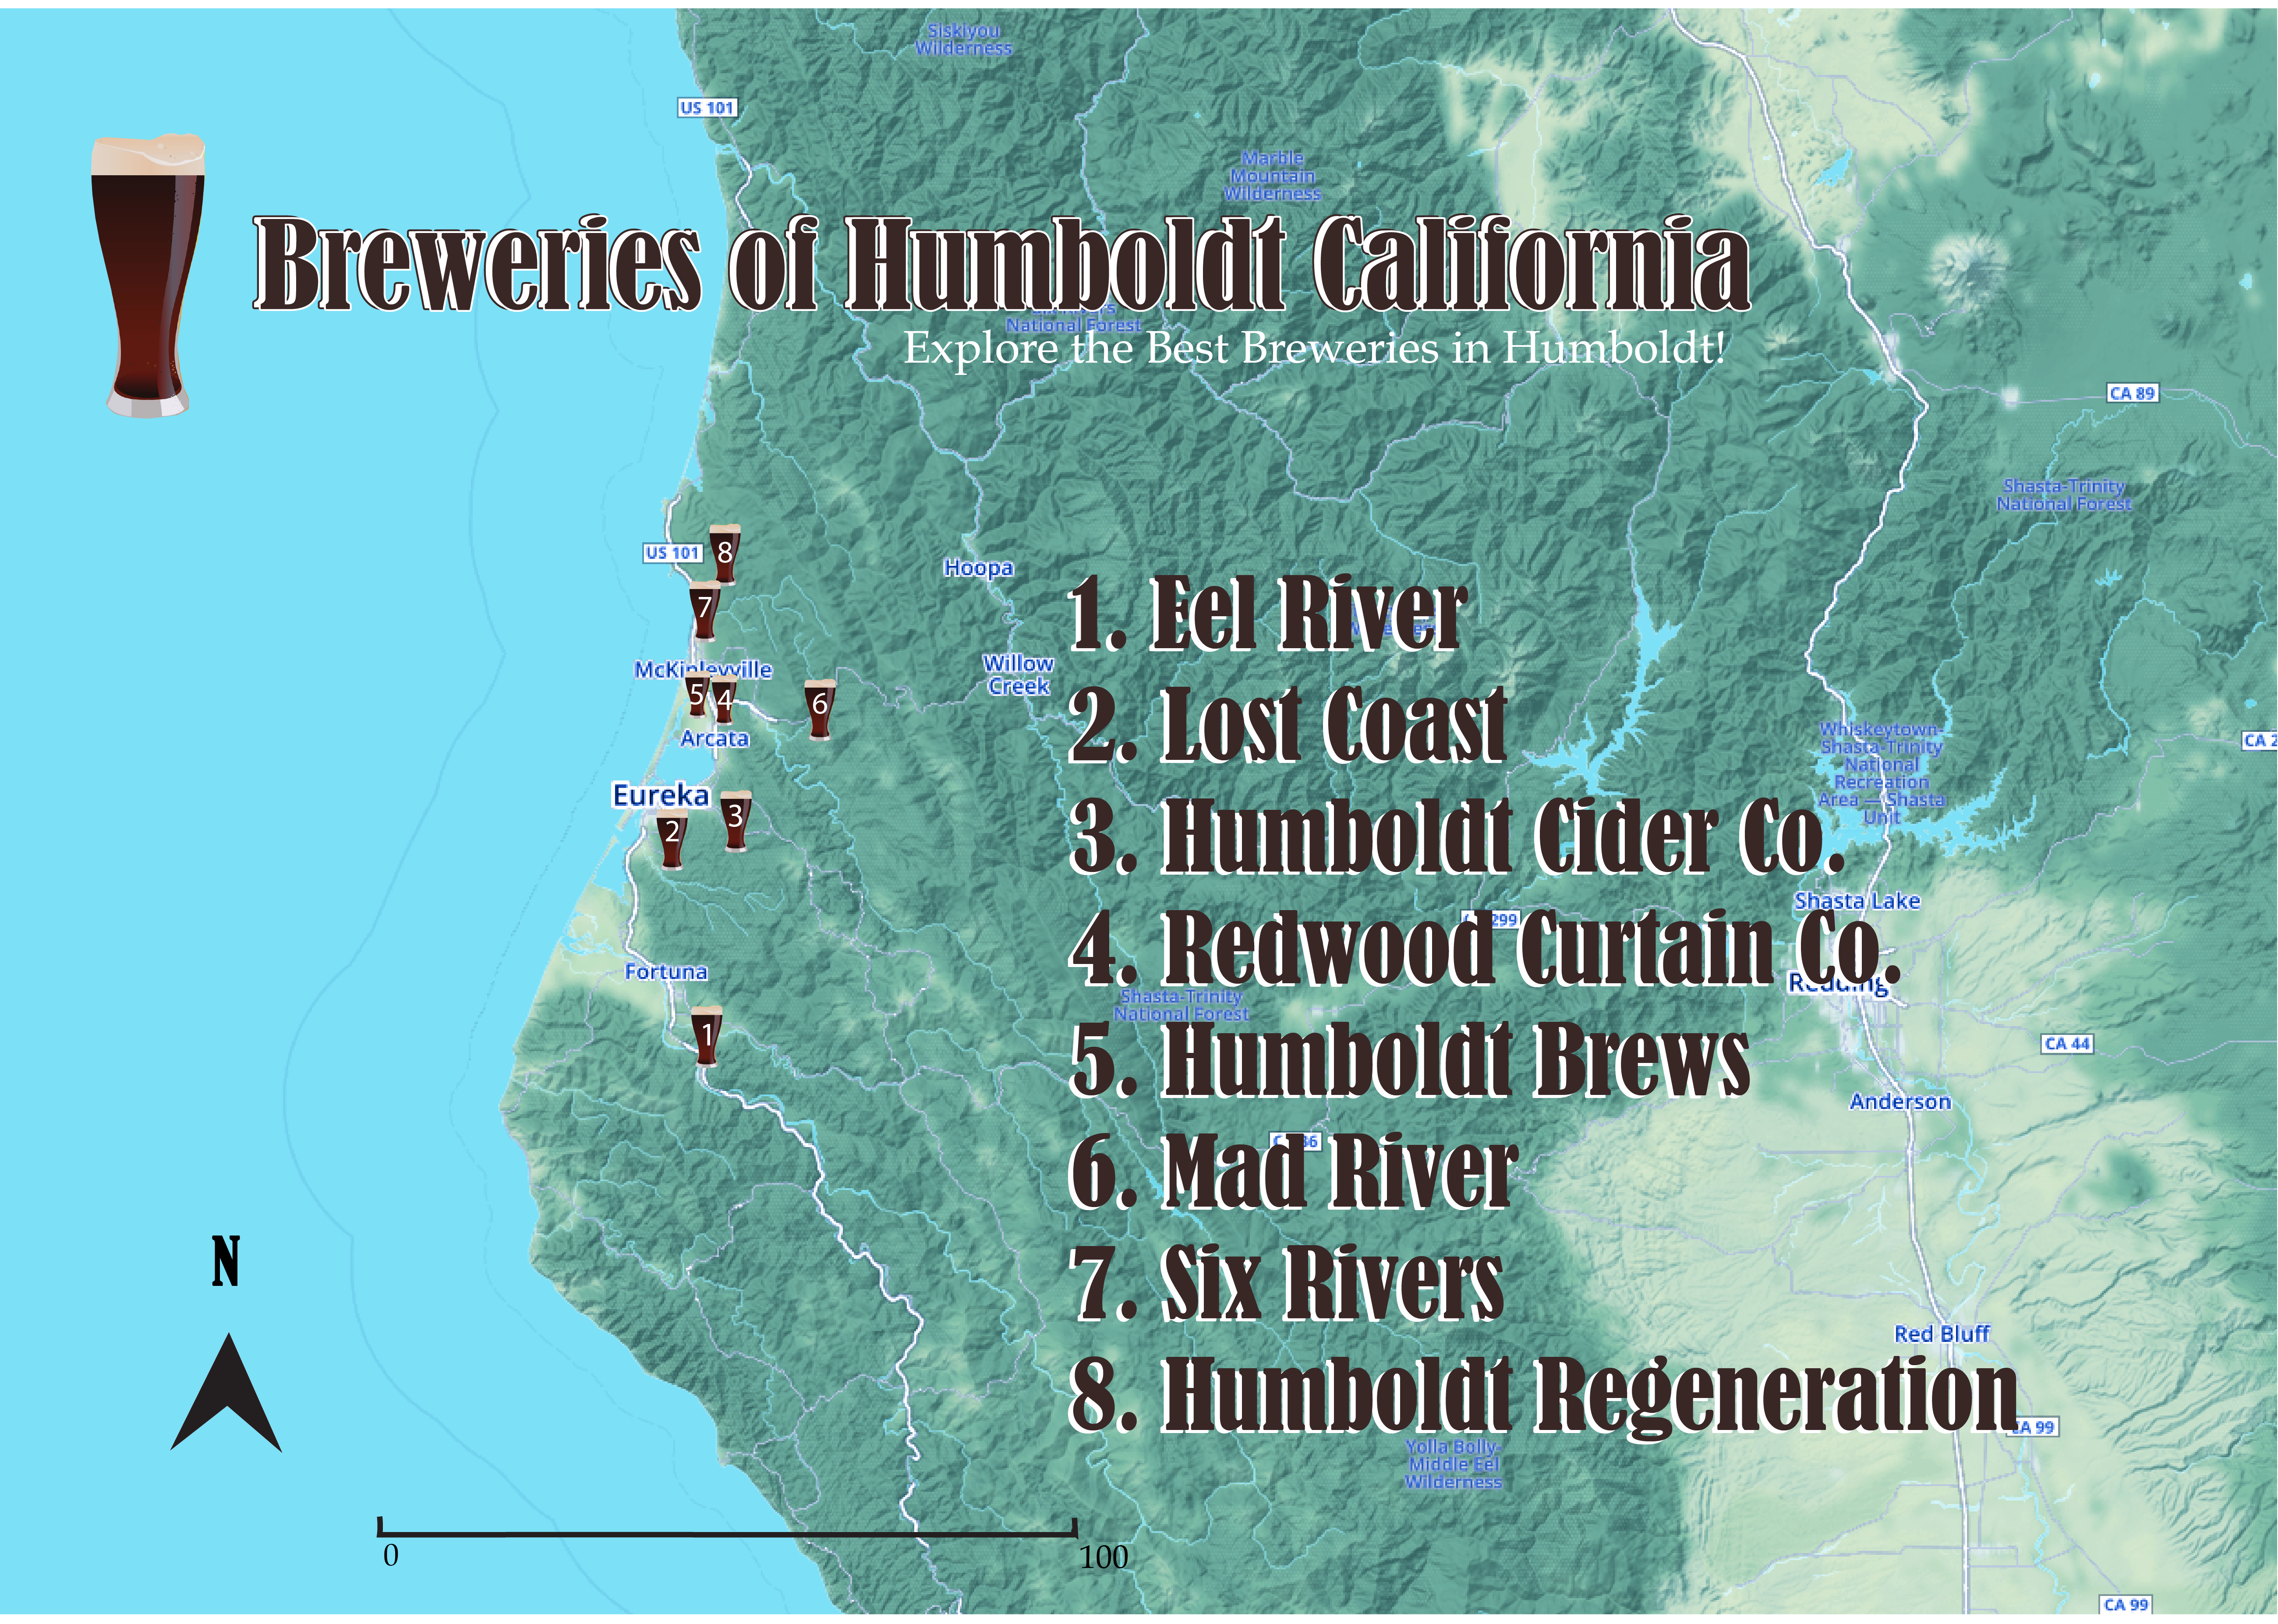 Siskiyou
Wilderness
US 101
Marble
Mountain
Wilderness
Breweries of Humboldt California
National Forest
Explore the Best Breweries in Humboldt!
CA 89
Shasta-Trinity
National Forest
8
US 101
Hoopa
7
1. Eel River
McKinleyville
Willow
Creek
5
4
6
2. Lost Coast
Arcata
Whiskeytown-
Shasta-Trinity
National
Recreation
Area — Shasta
Unit
CA 2
Eureka
3
2
3. Humboldt Cider Co.
Shasta Lake
299
4. Redwood Curtain Co.
Fortuna
Redding
Shasta-Trinity
National Forest
1
5. Humboldt Brews
CA 44
Anderson
6. Mad River
N
7. Six Rivers
Red Bluff
8. Humboldt Regeneration
CA 99
Yolla Bolly-
Middle Eel
Wilderness
0
100
CA 99